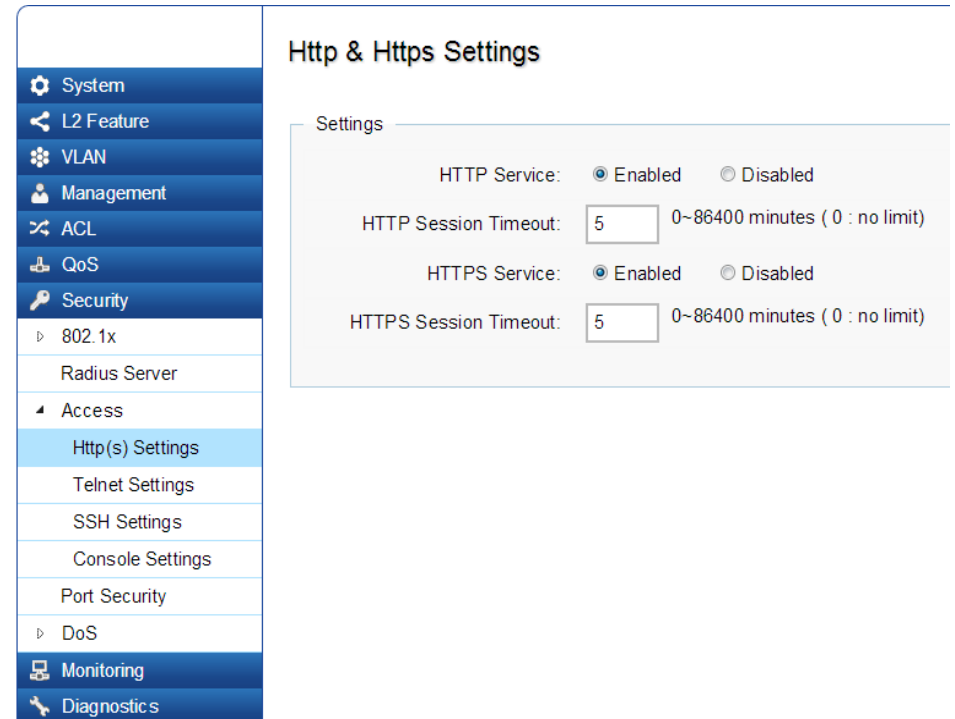 Http & Https Settings
System
L2 Feature
VLAN
Management
ACL
QoS
Security
802.1x
Radius Server
Access
Http(s) Settings
Telnet Settings
SSH Settings
Console Settings
Port Security
DoS
Monitoring
Diagnostics
Settings
HTTP Service: Enabled Disabled
HTTP Session Timeout: 5 0~86400 minutes ( 0 : no limit)
HTTPS Service: Enabled Disabled
HTTPS Session Timeout: 5 0~86400 minutes ( 0 : no limit)